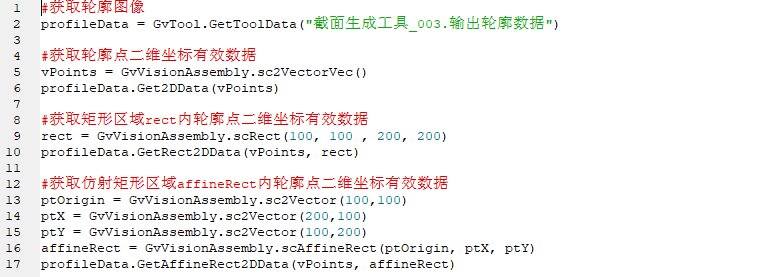 1 #获取轮廓图像
2 profileData = GvTool.GetToolData("截面生成工具_003.输出轮廓数据")
3
4 #获取轮廓点二维坐标有效数据
5 vPoints = GvVisionAssembly.sc2VectorVec()
6 profileData.Get2DData(vPoints)
7
8 #获取矩形区域rect内轮廓点二维坐标有效数据
9 rect = GvVisionAssembly.scRect(100, 100 , 200, 200)
10 profileData.GetRect2DData(vPoints, rect)
11
12 #获取仿射矩形区域affineRect内轮廓点二维坐标有效数据
13 ptOrigin = GvVisionAssembly.sc2Vector(100,100)
14 ptX = GvVisionAssembly.sc2Vector(200,100)
15 ptY = GvVisionAssembly.sc2Vector(100,200)
16 affineRect = GvVisionAssembly.scAffineRect(ptOrigin, ptX, ptY)
17 profileData.GetAffineRect2DData(vPoints, affineRect)